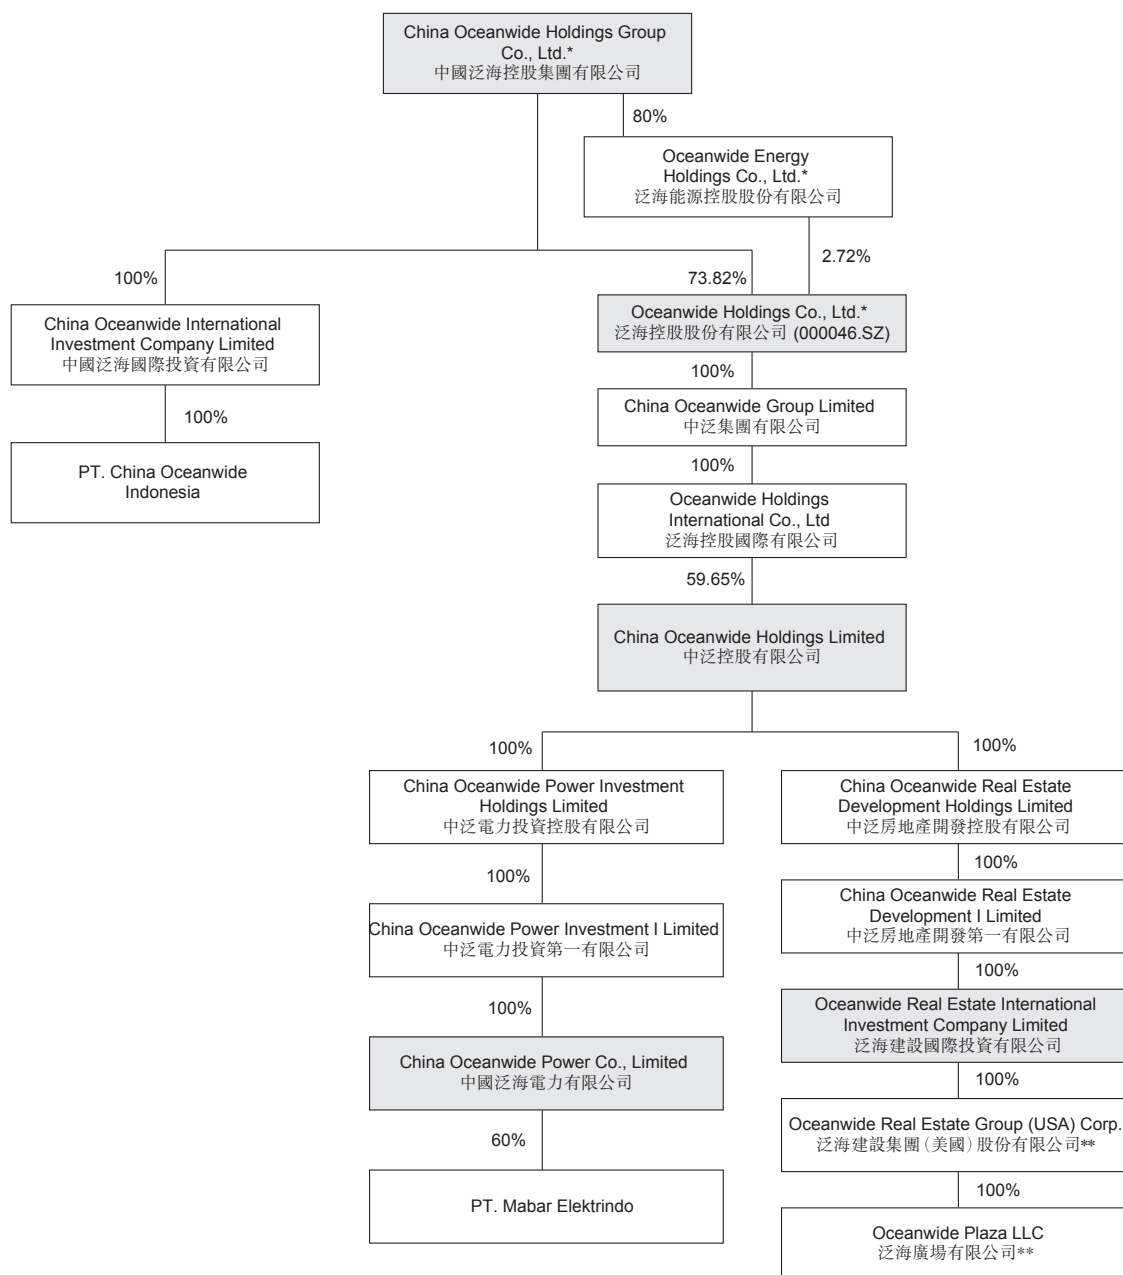 China Oceanwide Holdings Group
Co., Ltd.*
中國泛海控股集團有限公司
80%
Oceanwide Energy
Holdings Co., Ltd.*
泛海能源控股股份有限公司
2.72%
100%
73.82%
China Oceanwide International
Investment Company Limited
中國泛海國際投資有限公司
Oceanwide Holdings Co., Ltd.*
泛海控股股份有限公司 (000046.SZ)
100%
100%
China Oceanwide Group Limited
中泛集團有限公司
PT. China Oceanwide
Indonesia
100%
Oceanwide Holdings
International Co., Ltd
泛海控股國際有限公司
59.65%
China Oceanwide Holdings Limited
中泛控股有限公司
100%
100%
China Oceanwide Power Investment
Holdings Limited
中泛電力投資控股有限公司
China Oceanwide Real Estate
Development Holdings Limited
中泛房地產開發控股有限公司
100%
100%
China Oceanwide Power Investment I Limited
中泛電力投資第一有限公司
China Oceanwide Real Estate
Development I Limited
中泛房地產開發第一有限公司
100%
100%
China Oceanwide Power Co., Limited
中國泛海電力有限公司
Oceanwide Real Estate International
Investment Company Limited
泛海建設國際投資有限公司
60%
100%
PT. Mabar Elektrindo
Oceanwide Real Estate Group (USA) Corp.
泛海建設集團（美國）股份有限公司**
100%
Oceanwide Plaza LLC
泛海廣場有限公司**